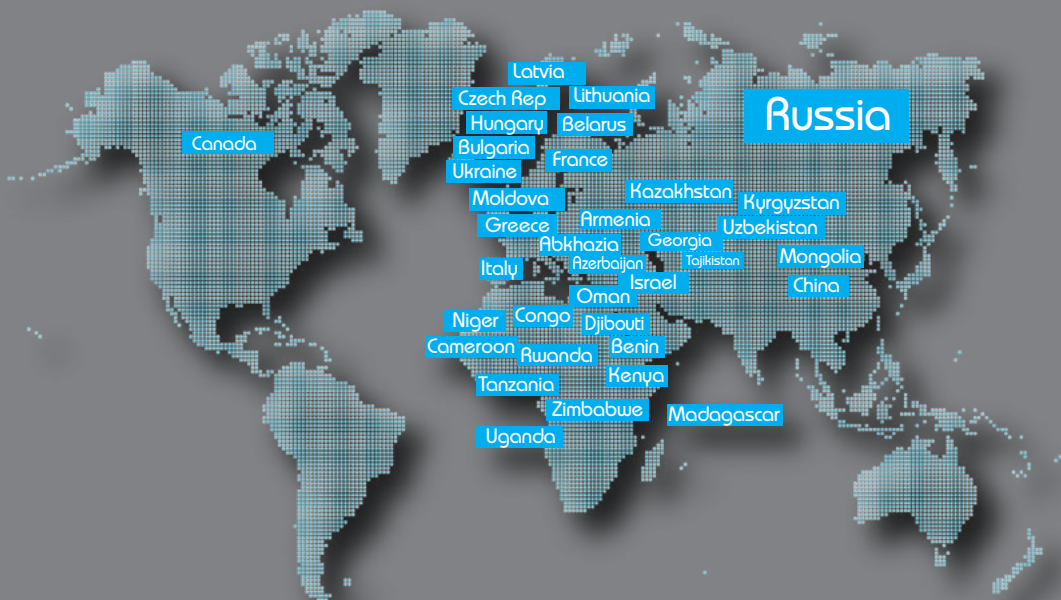 Latvia
Czech Rep
Lithuania
Russia
Hungary
Belarus
Canada
Bulgaria
France
Ukraine
Kazakhstan
Moldova
Kyrgyzstan
Greece
Armenia
Uzbekistan
Abkhazia
Georgia
Italy
Azerbaijan
Tajikistan
Mongolia
Israel
China
Oman
Niger
Congo
Djibouti
Cameroon
Rwanda
Benin
Tanzania
Kenya
Zimbabwe
Madagascar
Uganda